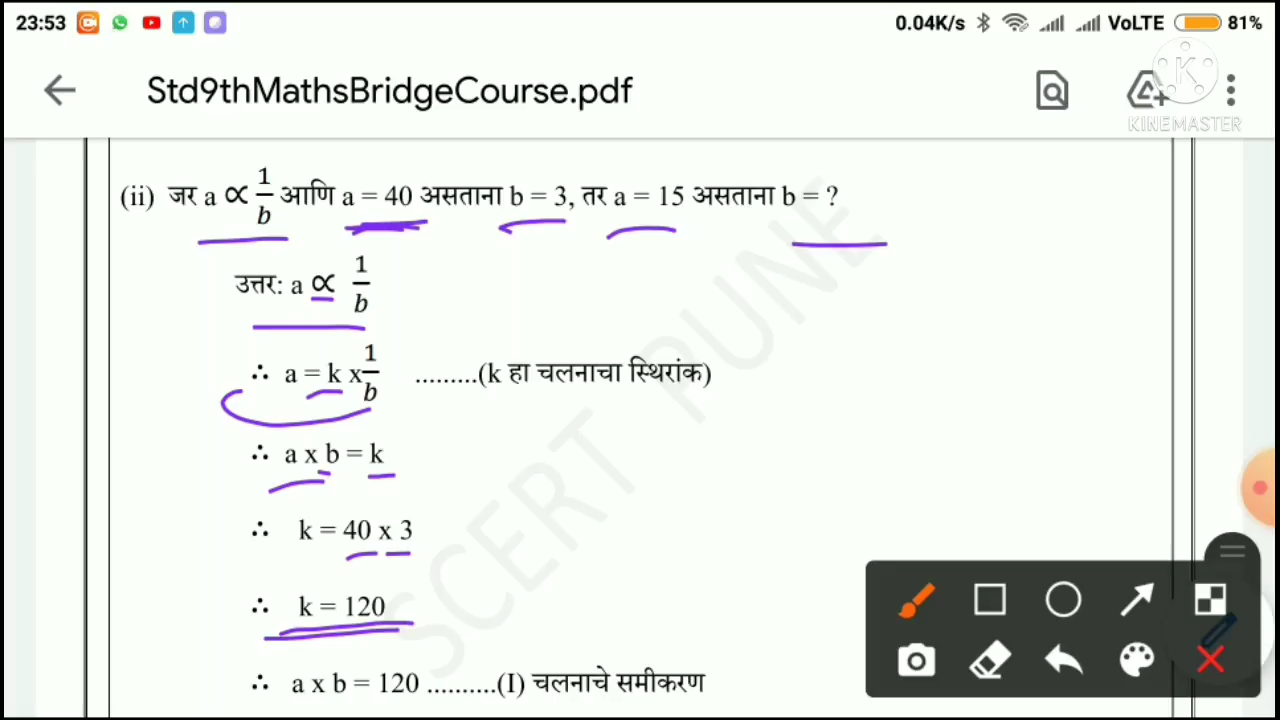 23:53 0.04K/s VoLTE 81%
Std9thMathsBridgeCourse.pdf
KINEMASTER
(ii) जर a ∝ 1/b आणि a = 40 असताना b = 3, तर a = 15 असताना b = ?
उत्तर: a ∝ 1/b
∴ a = k x 1/b .........(k हा चलनाचा स्थिरांक)
∴ a x b = k
∴ k = 40 x 3
∴ k = 120
∴ a x b = 120 ..........(I) चलनाचे समीकरण
SCERT PUNE